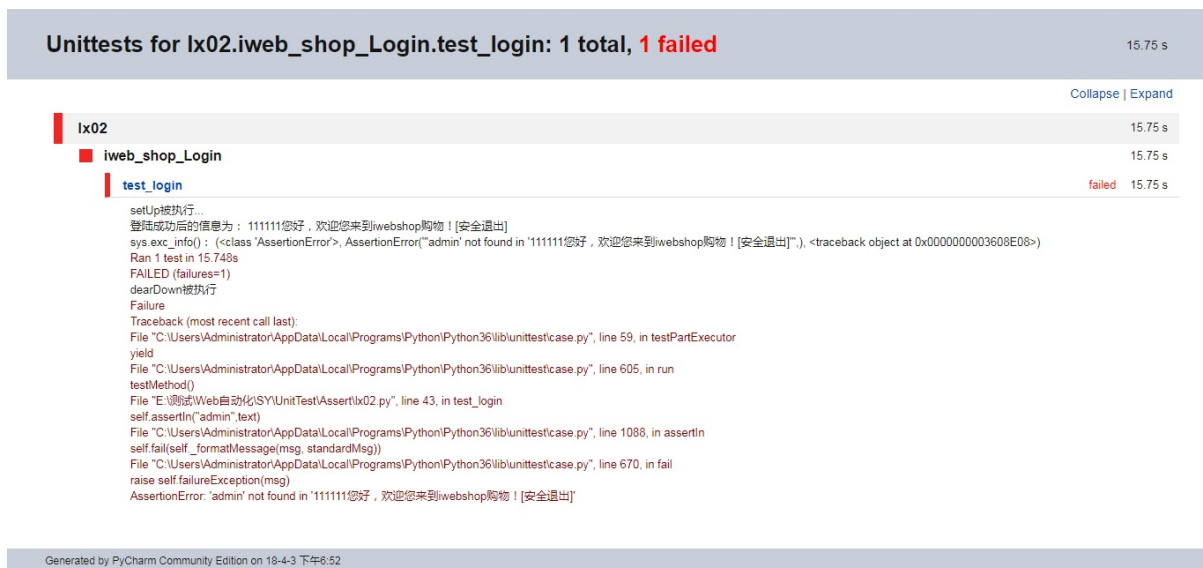 Unittests for lx02.iweb_shop_Login.test_login: 1 total, 1 failed 15.75 s
Collapse | Expand
lx02 15.75 s
iweb_shop_Login 15.75 s
test_login failed 15.75 s
setUp被执行...
登陆成功后的信息为： 111111您好，欢迎您来到iwebshop购物！[安全退出]
sys.exc_info()： (<class 'AssertionError'>, AssertionError("'admin' not found in '111111您好，欢迎您来到iwebshop购物！[安全退出]'",), <traceback object at 0x0000000003608E08>)
Ran 1 test in 15.748s
FAILED (failures=1)
dearDown被执行
Failure
Traceback (most recent call last):
File "C:\Users\Administrator\AppData\Local\Programs\Python\Python36\lib\unittest\case.py", line 59, in testPartExecutor
yield
File "C:\Users\Administrator\AppData\Local\Programs\Python\Python36\lib\unittest\case.py", line 605, in run
testMethod()
File "E:\测试\Web自动化\SY\UnitTest\Assert\lx02.py", line 43, in test_login
self.assertIn("admin",text)
File "C:\Users\Administrator\AppData\Local\Programs\Python\Python36\lib\unittest\case.py", line 1088, in assertIn
self.fail(self._formatMessage(msg, standardMsg))
File "C:\Users\Administrator\AppData\Local\Programs\Python\Python36\lib\unittest\case.py", line 670, in fail
raise self.failureException(msg)
AssertionError: 'admin' not found in '111111您好，欢迎您来到iwebshop购物！[安全退出]'
Generated by PyCharm Community Edition on 18-4-3 下午6:52